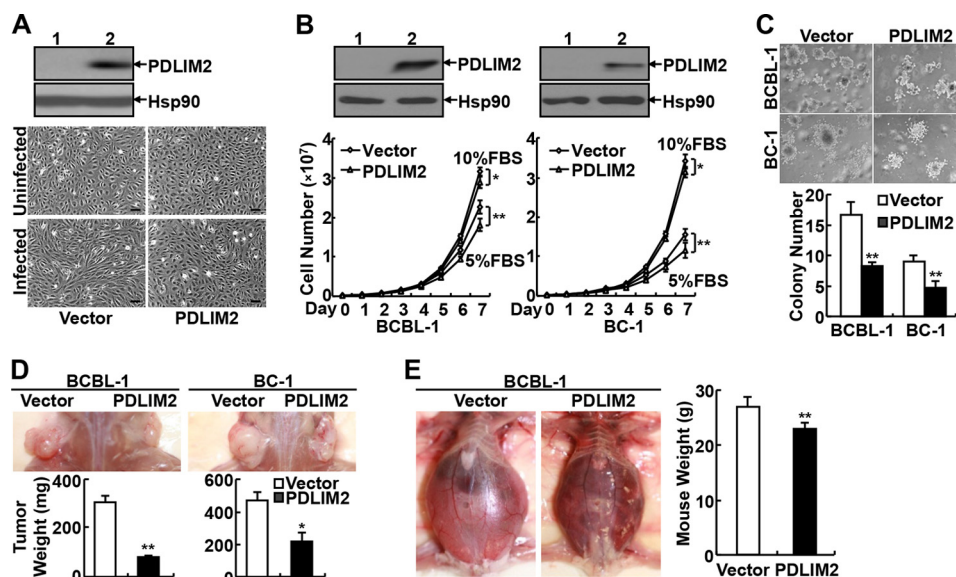 A
1 2
PDLIM2
Hsp90
Uninfected
Infected
Vector PDLIM2
B
1 2
PDLIM2
Hsp90
1 2
PDLIM2
Hsp90
Cell Number (×10⁷)
4
3
2
1
0
Vector
PDLIM2
10%FBS
*
**
5%FBS
Day 0 1 2 3 4 5 6 7
BCBL-1
4
3
2
1
0
Vector
PDLIM2
10%FBS
*
**
5%FBS
Day 0 1 2 3 4 5 6 7
BC-1
C
Vector PDLIM2
BCBL-1
BC-1
Colony Number
20
15
10
5
0
Vector
PDLIM2
**
**
BCBL-1 BC-1
D
BCBL-1 BC-1
Vector PDLIM2 Vector PDLIM2
Tumor
Weight (mg)
400
200
0
**
Vector
PDLIM2
600
400
200
0
*
E
BCBL-1
Vector PDLIM2
Mouse Weight (g)
30
20
10
0
**
Vector PDLIM2